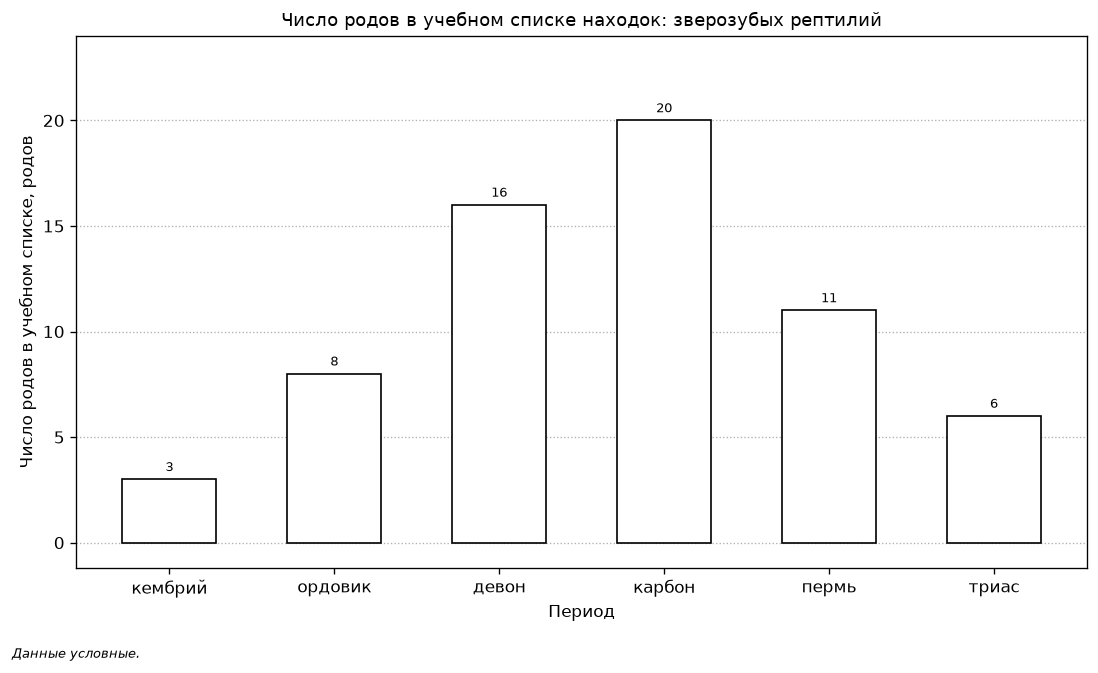 Число родов в учебном списке находок: зверозубых рептилий
Число родов в учебном списке, родов
20
15
10
5
0
3
8
16
20
11
6
кембрий
ордовик
девон
карбон
пермь
триас
Период
Данные условные.